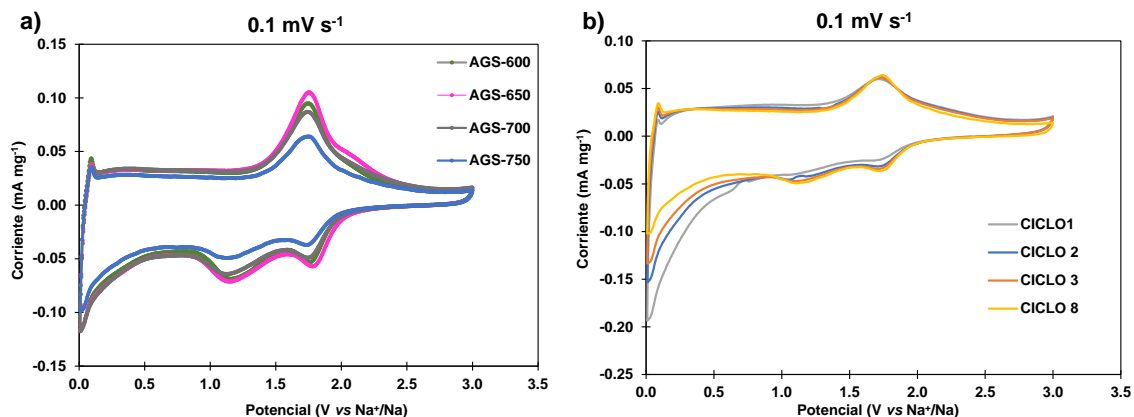 a)
0.1 mV s⁻¹
0.15
0.10
0.05
0.00
-0.05
-0.10
-0.15
Corriente (mA mg⁻¹)
AGS-600
AGS-650
AGS-700
AGS-750
0.0 0.5 1.0 1.5 2.0 2.5 3.0 3.5
Potencial (V vs Na⁺/Na)
b)
0.1 mV s⁻¹
0.10
0.05
0.00
-0.05
-0.10
-0.15
-0.20
-0.25
Corriente (mA mg⁻¹)
CICLO1
CICLO 2
CICLO 3
CICLO 8
0.0 0.5 1.0 1.5 2.0 2.5 3.0 3.5
Potencial (V vs Na⁺/Na)